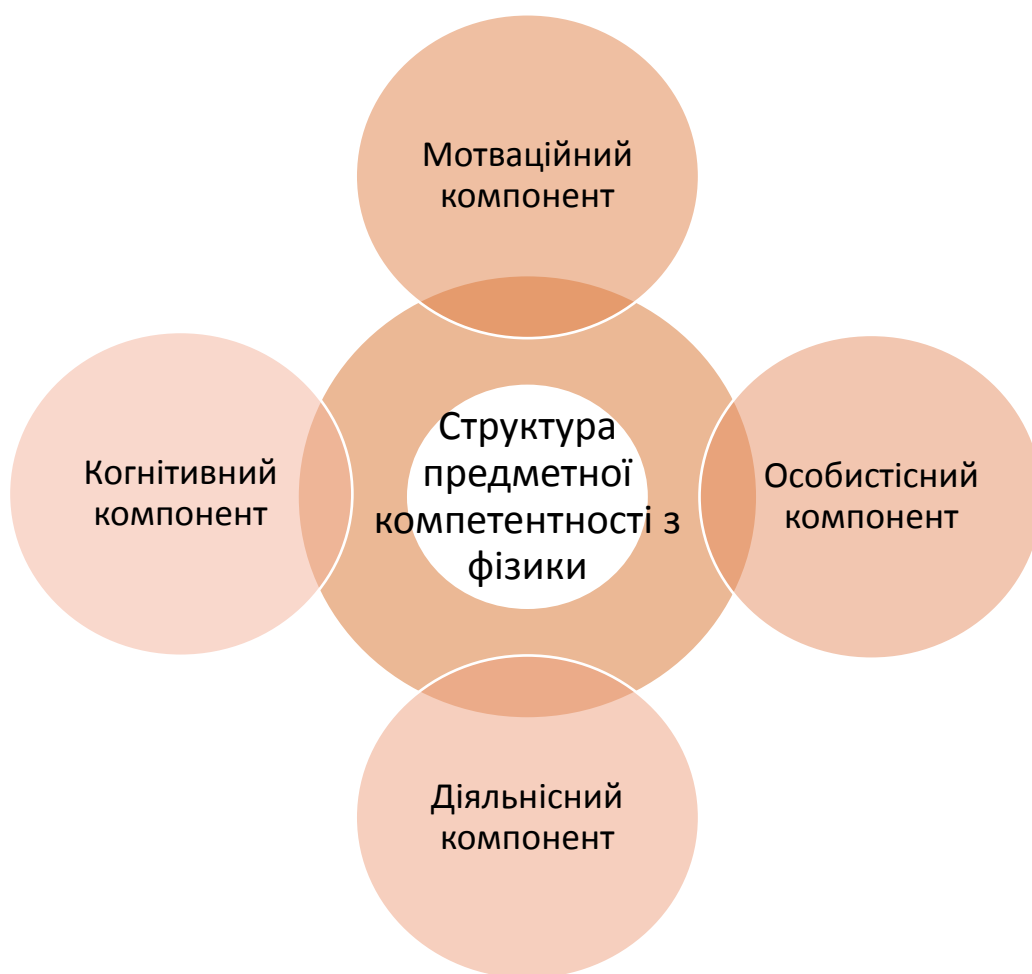 Мотваційний
компонент
Когнітивний
компонент
Структура
предметної
компетентності з
фізики
Особистісний
компонент
Діяльнісний
компонент